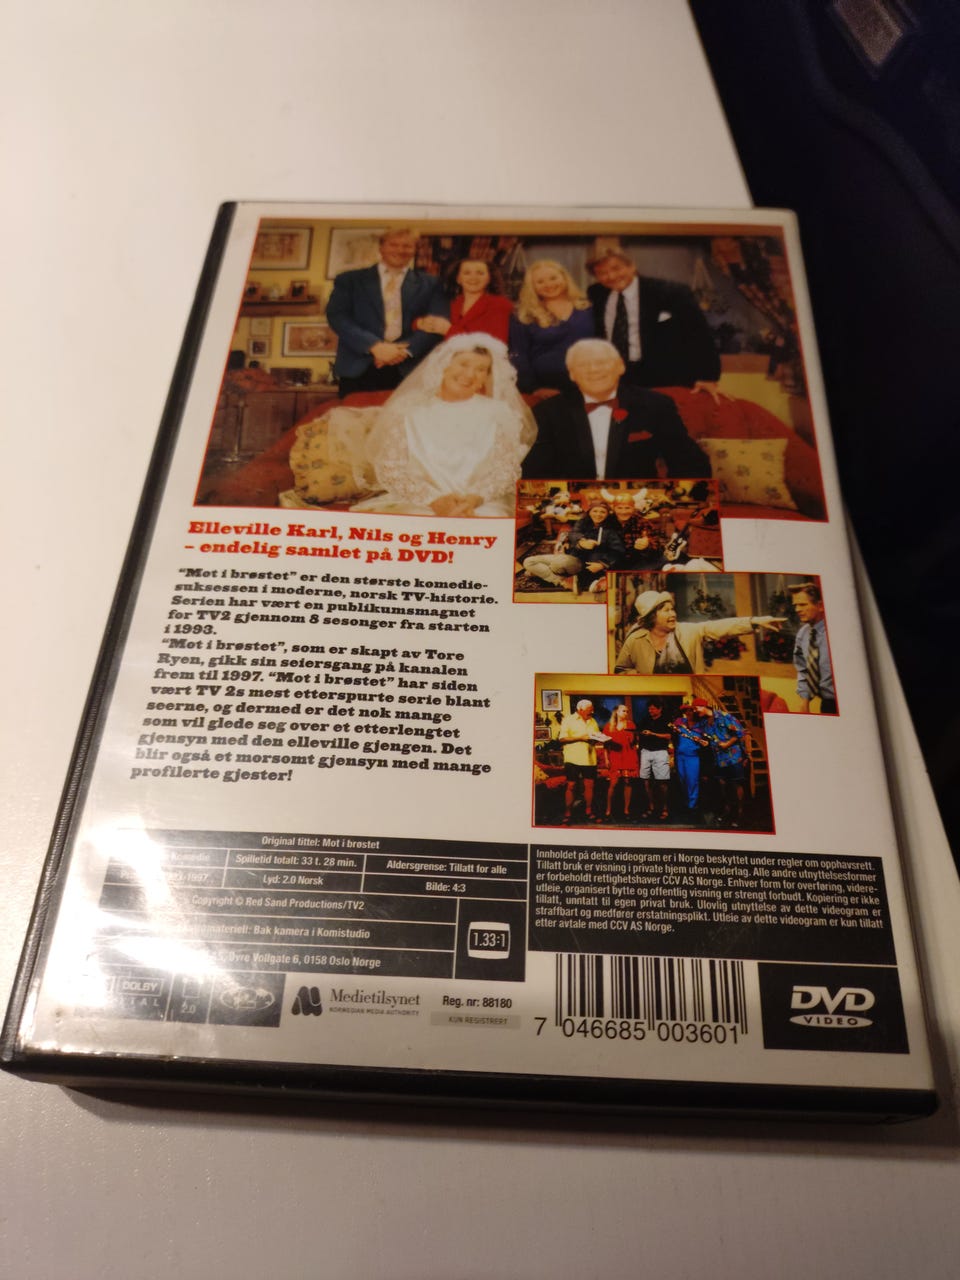 Elleville Karl, Nils og Henry
– endelig samlet på DVD!
"Mot i brøstet" er den største komedie-
suksessen i moderne, norsk TV-historie.
Serien har vært en publikumsmagnet
for TV2 gjennom 8 sesonger fra starten
i 1993.
"Mot i brøstet", som er skapt av Tore
Ryen, gikk sin seiersgang på kanalen
frem til 1997. "Mot i brøstet" har siden
vært TV 2s mest etterspurte serie blant
seerne, og dermed er det nok mange
som vil glede seg over et etterlengtet
gjensyn med den elleville gjengen. Det
blir også et morsomt gjensyn med mange
profilerte gjester!
Original tittel: Mot i brøstet
Komedie
Spilletid totalt: 33 t. 28 min.
Aldersgrense: Tillatt for alle
-1997
Lyd: 2.0 Norsk
Bilde: 4:3
Copyright © Red Sand Productions/TV2
Bak kamera i Komistudio
1.33:1
Øvre Vollgate 6, 0158 Oslo Norge
Innholdet på dette videogram er i Norge beskyttet under regler om opphavsrett.
Tillatt bruk er visning i private hjem uten vederlag. Alle andre utnyttelsesformer
er forbeholdt rettighetshaver CCV AS Norge. Enhver form for overføring, videre-
utleie, organisert bytte og offentlig visning er strengt forbudt. Kopiering er ikke
tillatt, unntatt til egen privat bruk. Ulovlig utnyttelse av dette videogram er
straffbart og medfører erstatningsplikt. Utleie av dette videogram er kun tillatt
etter avtale med CCV AS Norge.
DOLBY
DIGITAL
2.0
2
Medietilsynet
NORWEGIAN MEDIA AUTHORITY
Reg. nr: 88180
KUN REGISTRERT
7 046685 003601
DVD
VIDEO